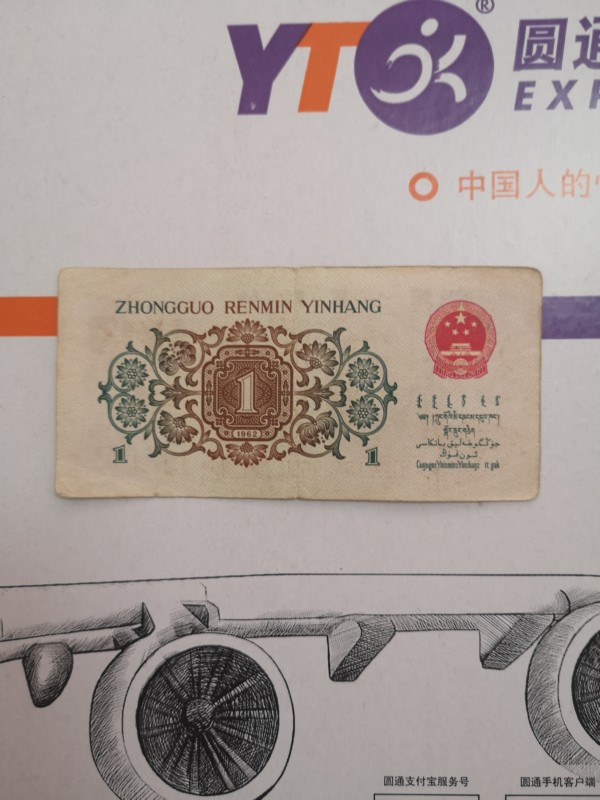 YTO
®
圆通
EXP
中国人的
ZHONGGUO RENMIN YINHANG
1
(1962)
1
1
圆通支付宝服务号
圆通手机客户端